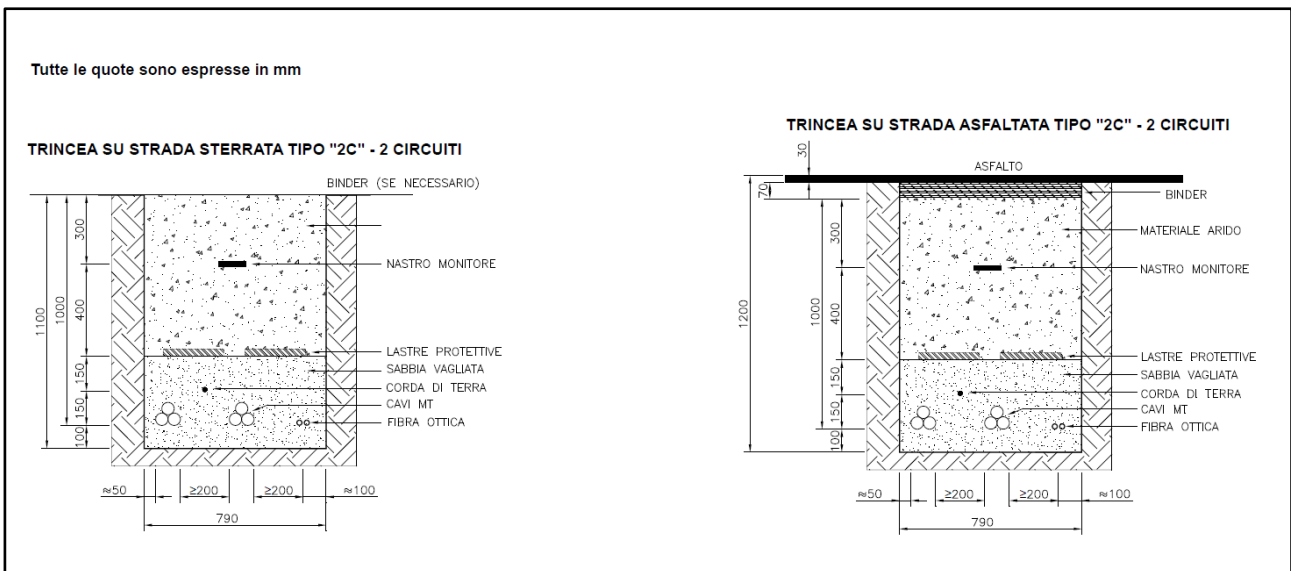 Tutte le quote sono espresse in mm
TRINCEA SU STRADA STERRATA TIPO "2C" - 2 CIRCUITI
BINDER (SE NECESSARIO)
300
NASTRO MONITORE
400
1100
1000
LASTRE PROTETTIVE
SABBIA VAGLIATA
150
CORDA DI TERRA
CAVI MT
150
FIBRA OTTICA
100
≈50
≥200
≥200
≈100
790
TRINCEA SU STRADA ASFALTATA TIPO "2C" - 2 CIRCUITI
30
ASFALTO
70
BINDER
300
MATERIALE ARIDO
NASTRO MONITORE
400
1200
1000
LASTRE PROTETTIVE
SABBIA VAGLIATA
150
CORDA DI TERRA
CAVI MT
150
FIBRA OTTICA
100
≈50
≥200
≥200
≈100
790